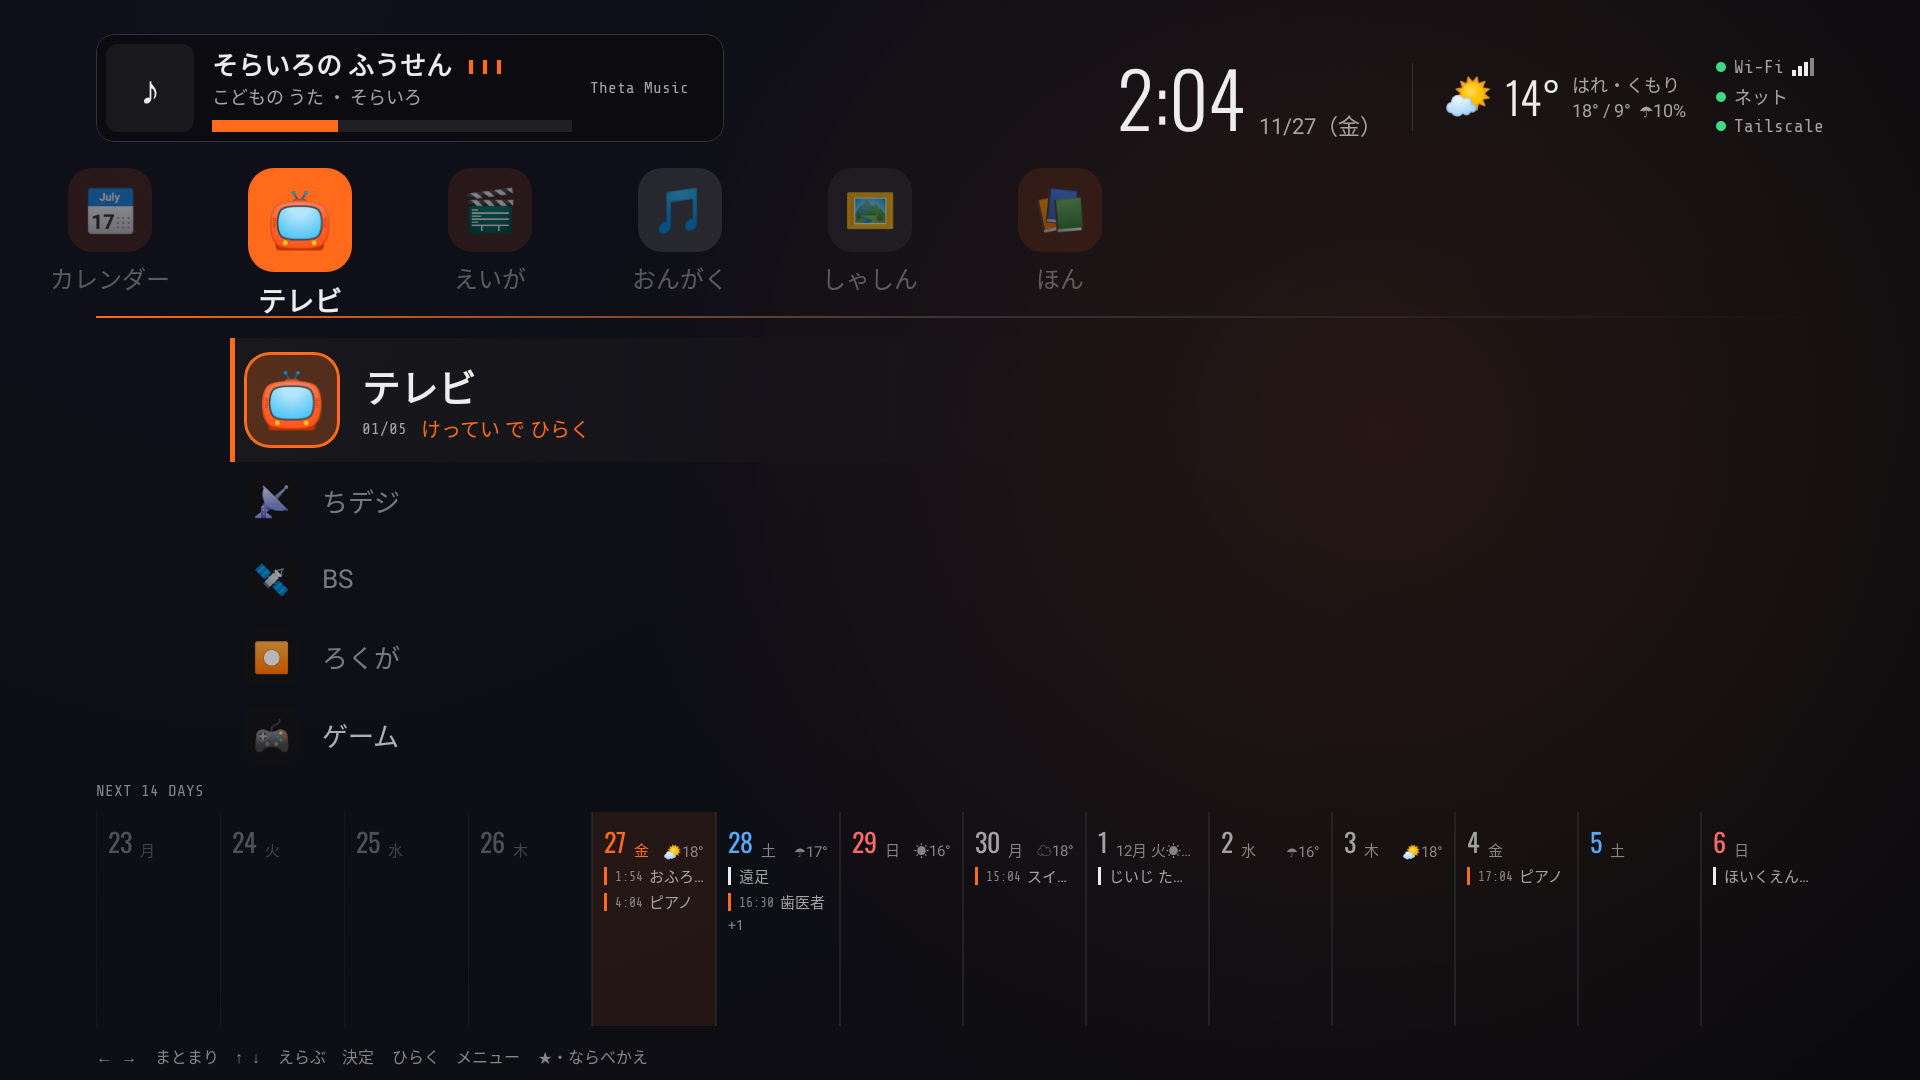 そらいろの ふうせん
こどもの うた ・ そらいろ
Theta Music
2:04 11/27（金）
14°
はれ・くもり
18° / 9° ☂10%
Wi-Fi
ネット
Tailscale
July
17
カレンダー
テレビ
えいが
おんがく
しゃしん
ほん
テレビ
01/05 けってい で ひらく
ちデジ
BS
ろくが
ゲーム
NEXT 14 DAYS
23 月
24 火
25 水
26 木
27 金 18°
1:54 おふろ…
4:04 ピアノ
28 土 ☂17°
遠足
16:30 歯医者
+1
29 日 ☀16°
30 月 ☁18°
15:04 スイ…
1 12月 火☀…
じいじ た…
2 水 ☂16°
3 木 18°
4 金
17:04 ピアノ
5 土
6 日
ほいくえん…
← → まとまり ↑ ↓ えらぶ 決定 ひらく メニュー ★・ならべかえ